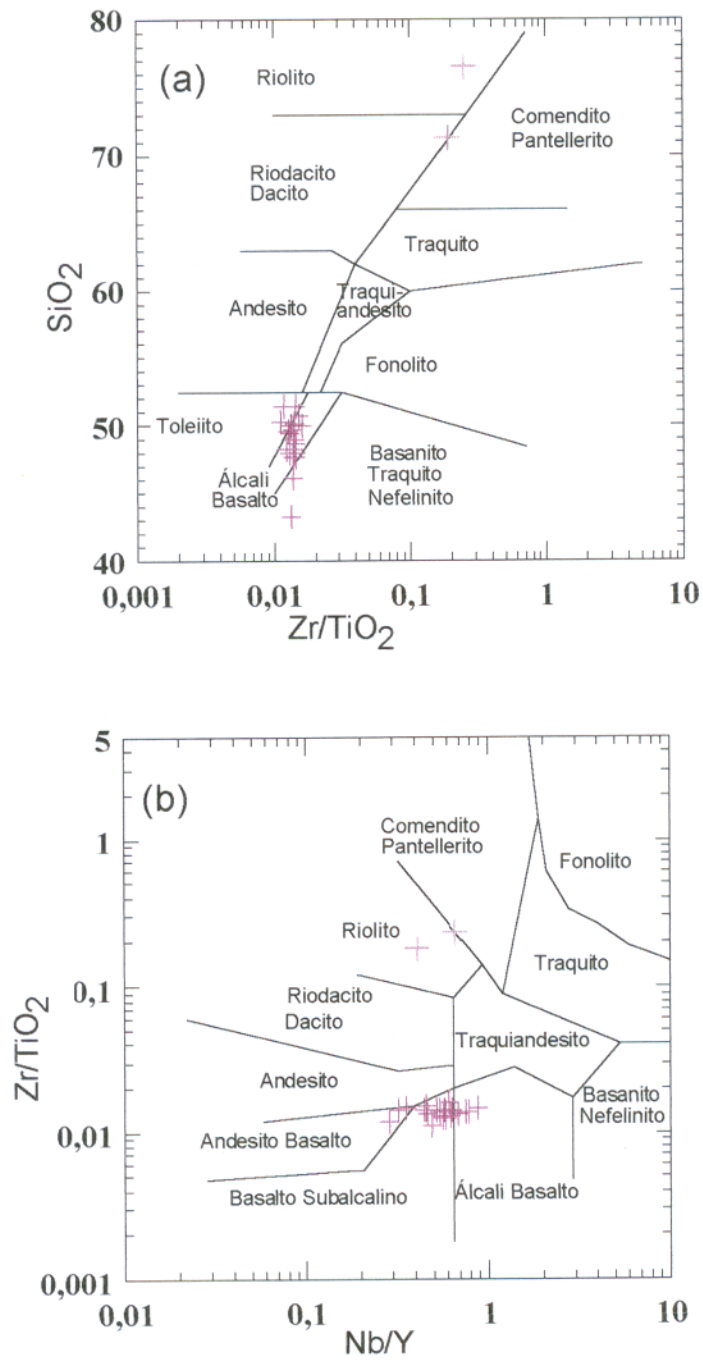 80
(a)
Riolito
Comendito
Pantellerito
70
Riodacito
Dacito
Traquito
SiO2
60
Andesito
Traqui-
andesito
Fonolito
50
Toleiito
Basanito
Traquito
Nefelinito
Álcali
Basalto
40
0,001
0,01
0,1
1
10
Zr/TiO2
5
(b)
Comendito
Pantellerito
1
Fonolito
Riolito
Traquito
0,1
Riodacito
Dacito
Traquiandesito
Zr/TiO2
Andesito
Basanito
Nefelinito
0,01
Andesito Basalto
Basalto Subalcalino
Álcali Basalto
0,001
0,01
0,1
1
10
Nb/Y